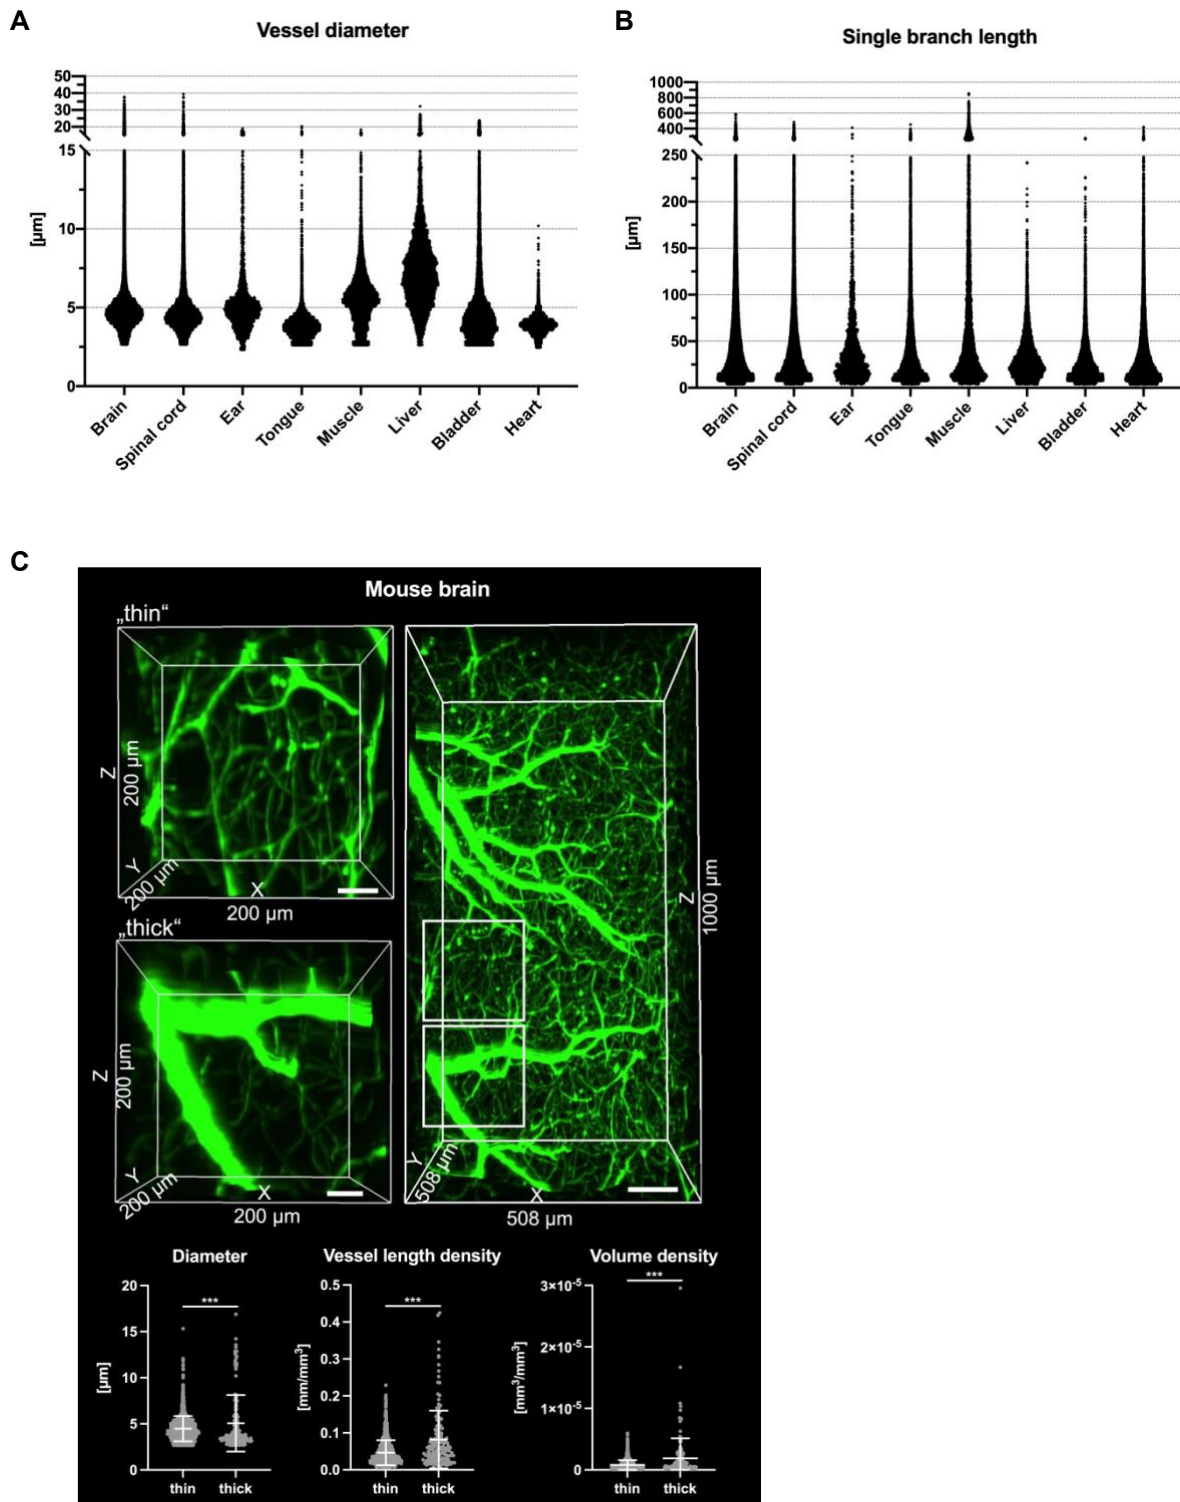 A
Vessel diameter
50
40
30
20
15
10
5
0
[µm]
Brain
Spinal cord
Ear
Tongue
Muscle
Liver
Bladder
Heart
B
Single branch length
1000
800
600
400
250
200
150
100
50
25
0
[µm]
Brain
Spinal cord
Ear
Tongue
Muscle
Liver
Bladder
Heart
C
Mouse brain
„thin“
Z
200 µm
Y
200 µm
X
200 µm
„thick“
Z
200 µm
Y
200 µm
X
200 µm
Z
1000 µm
Y
508 µm
X
508 µm
Diameter
20
15
10
5
0
[µm]
***
thin
thick
Vessel length density
0.5
0.4
0.3
0.2
0.1
0.0
[mm/mm³]
***
thin
thick
Volume density
3×10⁻⁵
2×10⁻⁵
1×10⁻⁵
0
[mm³/mm³]
***
thin
thick